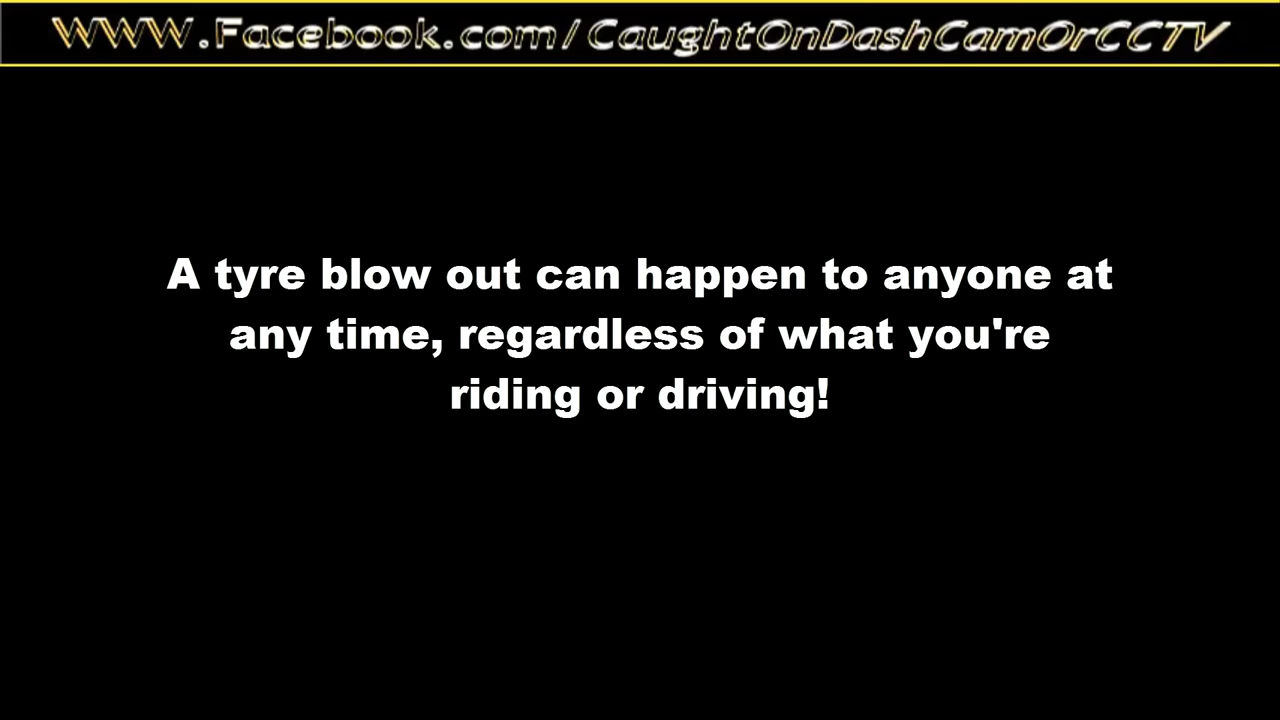 WWW.Facebook.com/CaughtOnDashCamOrCCTV
A tyre blow out can happen to anyone at
any time, regardless of what you're
riding or driving!